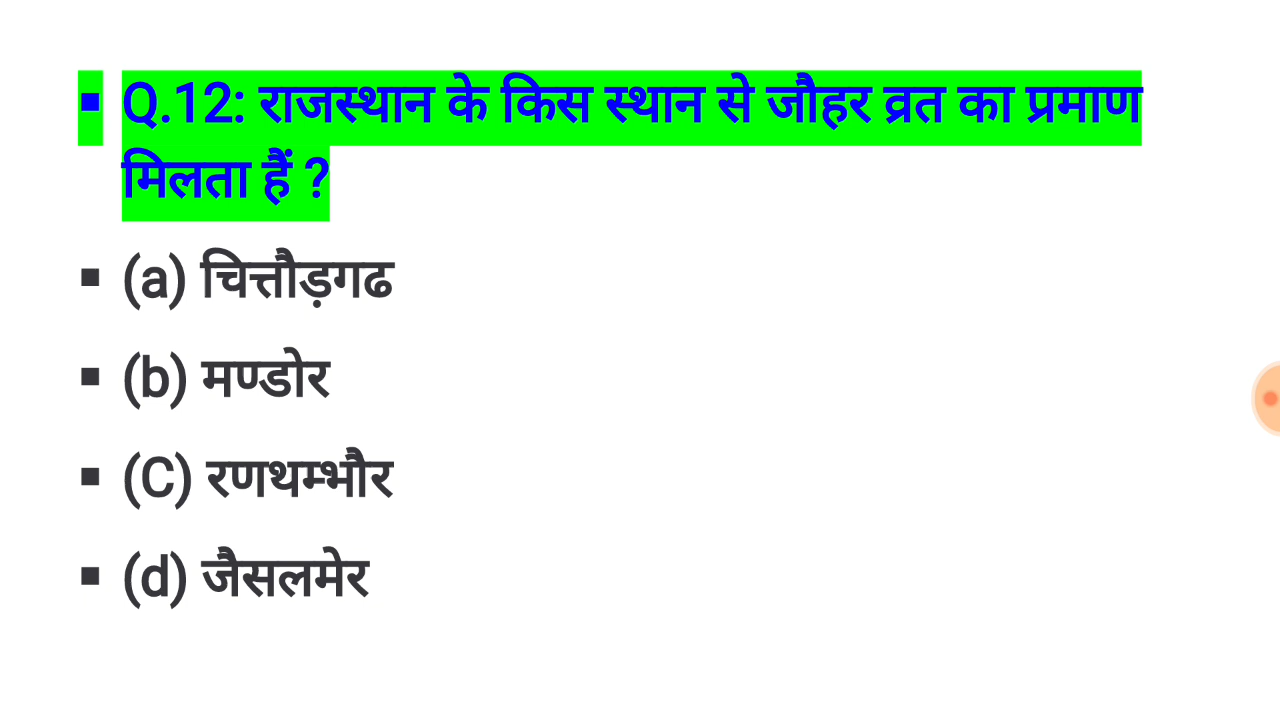 ▪ Q.12: राजस्थान के किस स्थान से जौहर व्रत का प्रमाण
मिलता हैं ?
▪ (a) चित्तौड़गढ
▪ (b) मण्डोर
▪ (C) रणथम्भौर
▪ (d) जैसलमेर